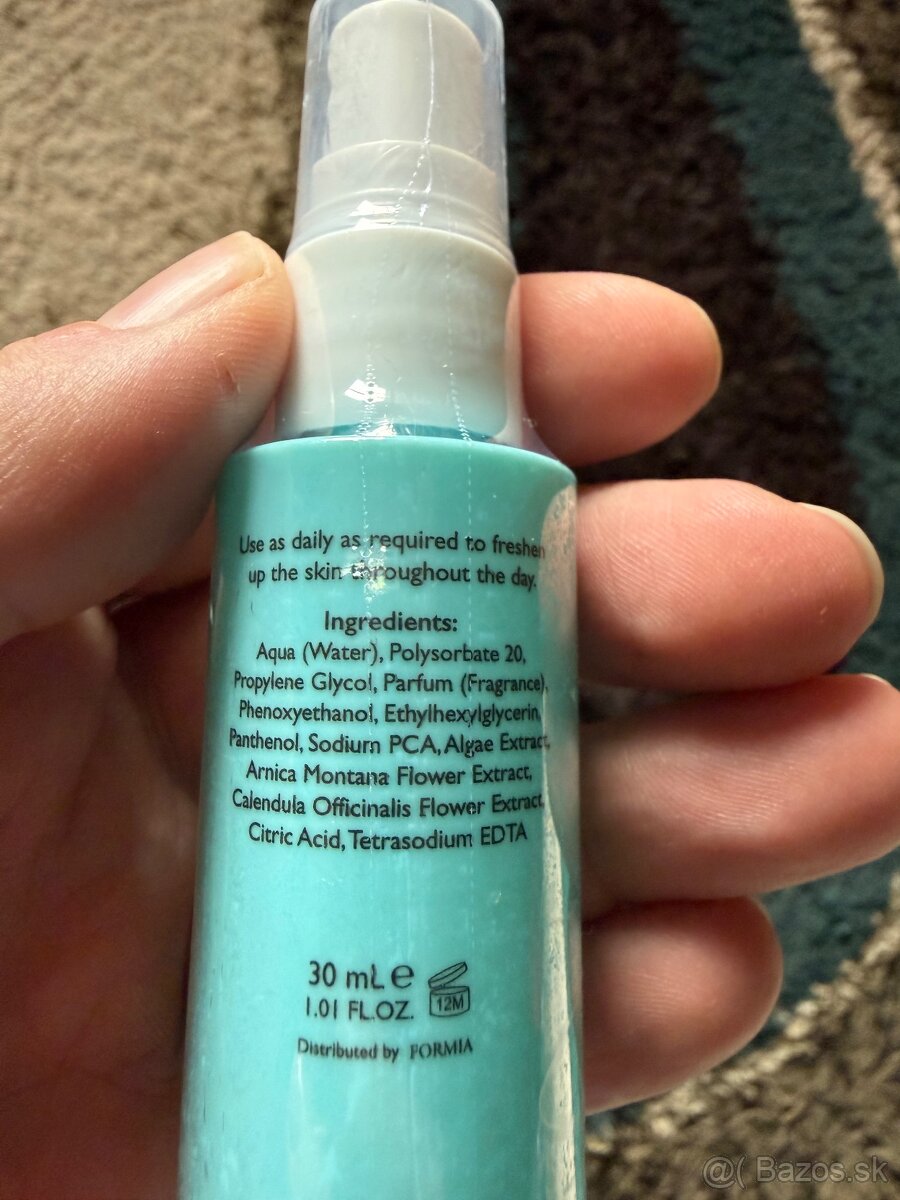 Use as daily as required to freshen
up the skin throughout the day.
Ingredients:
Aqua (Water), Polysorbate 20,
Propylene Glycol, Parfum (Fragrance),
Phenoxyethanol, Ethylhexylglycerin,
Panthenol, Sodium PCA, Algae Extract,
Arnica Montana Flower Extract,
Calendula Officinalis Flower Extract,
Citric Acid, Tetrasodium EDTA
30 mL e
12M
1.01 FL.OZ.
Distributed by FORMIA
@( Bazos.sk